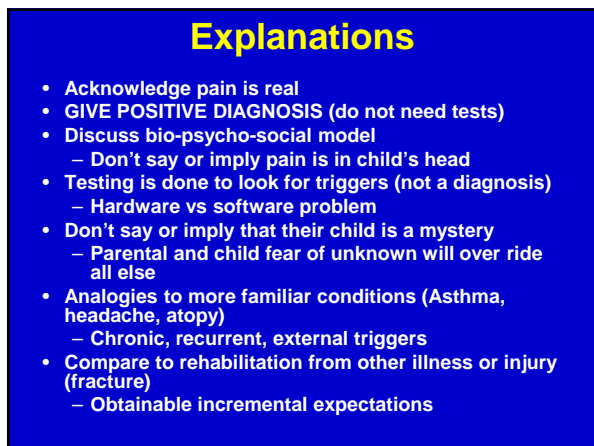 Explanations
• Acknowledge pain is real
• GIVE POSITIVE DIAGNOSIS (do not need tests)
• Discuss bio-psycho-social model
– Don't say or imply pain is in child's head
• Testing is done to look for triggers (not a diagnosis)
– Hardware vs software problem
• Don't say or imply that their child is a mystery
– Parental and child fear of unknown will over ride
all else
• Analogies to more familiar conditions (Asthma,
headache, atopy)
– Chronic, recurrent, external triggers
• Compare to rehabilitation from other illness or injury
(fracture)
– Obtainable incremental expectations